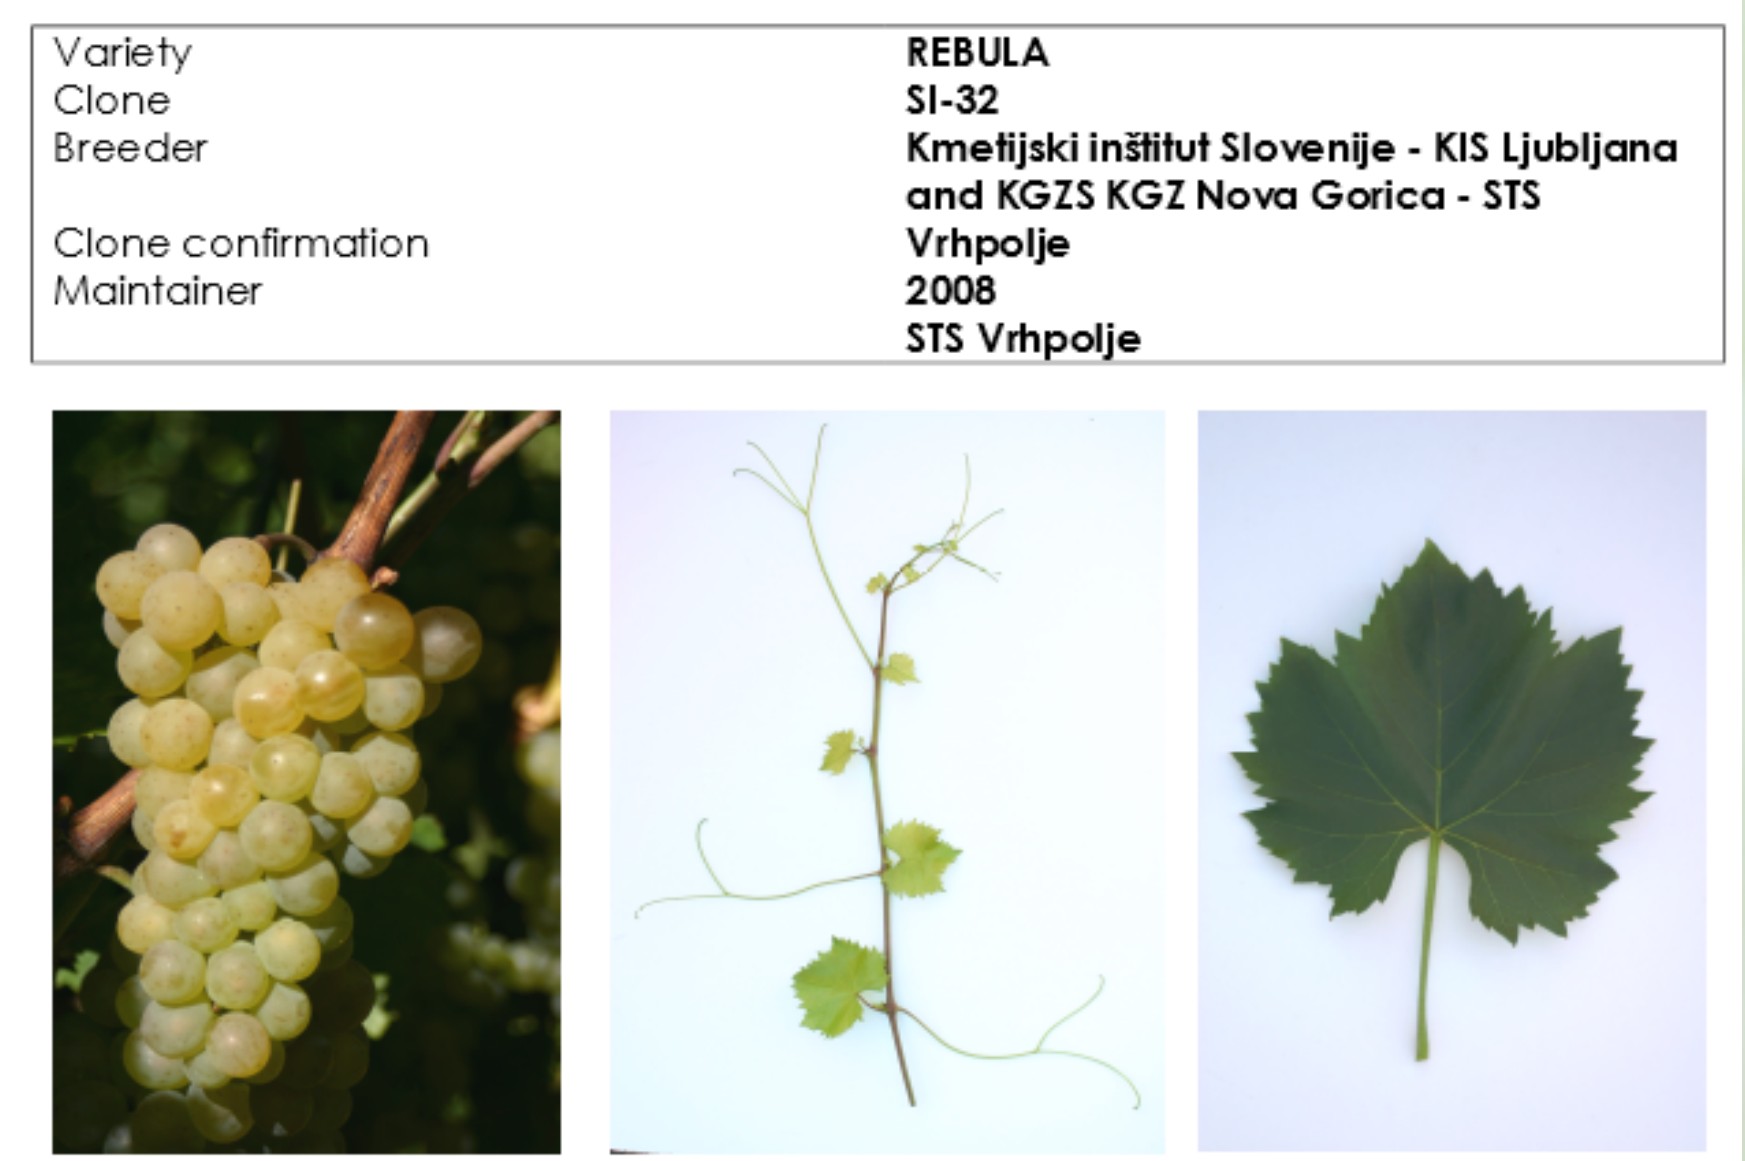 Variety REBULA
Clone SI-32
Breeder Kmetijski inštitut Slovenije - KIS Ljubljana
and KGZS KGZ Nova Gorica - STS
Clone confirmation Vrhpolje
Maintainer 2008
STS Vrhpolje